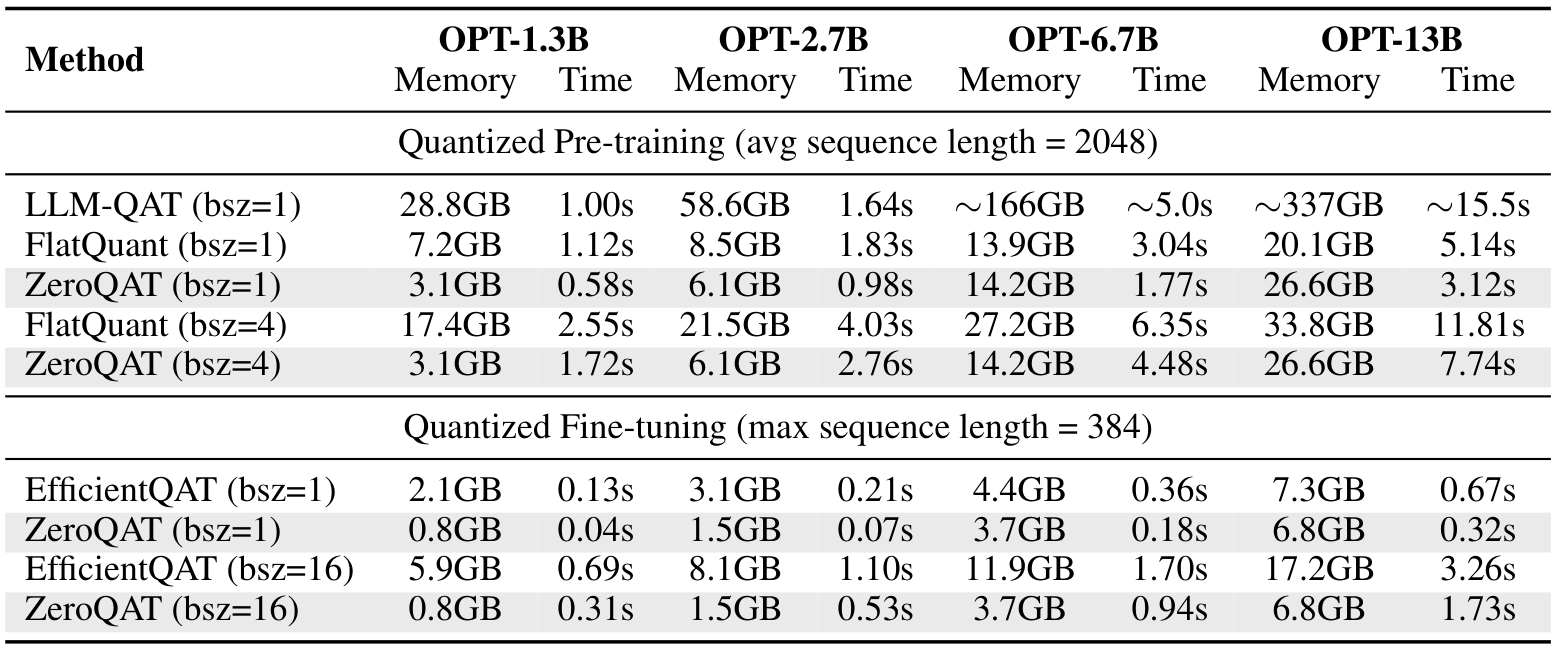 Method OPT-1.3B OPT-2.7B OPT-6.7B OPT-13B
Memory Time Memory Time Memory Time Memory Time
Quantized Pre-training (avg sequence length = 2048)
LLM-QAT (bsz=1) 28.8GB 1.00s 58.6GB 1.64s ∼166GB ∼5.0s ∼337GB ∼15.5s
FlatQuant (bsz=1) 7.2GB 1.12s 8.5GB 1.83s 13.9GB 3.04s 20.1GB 5.14s
ZeroQAT (bsz=1) 3.1GB 0.58s 6.1GB 0.98s 14.2GB 1.77s 26.6GB 3.12s
FlatQuant (bsz=4) 17.4GB 2.55s 21.5GB 4.03s 27.2GB 6.35s 33.8GB 11.81s
ZeroQAT (bsz=4) 3.1GB 1.72s 6.1GB 2.76s 14.2GB 4.48s 26.6GB 7.74s
Quantized Fine-tuning (max sequence length = 384)
EfficientQAT (bsz=1) 2.1GB 0.13s 3.1GB 0.21s 4.4GB 0.36s 7.3GB 0.67s
ZeroQAT (bsz=1) 0.8GB 0.04s 1.5GB 0.07s 3.7GB 0.18s 6.8GB 0.32s
EfficientQAT (bsz=16) 5.9GB 0.69s 8.1GB 1.10s 11.9GB 1.70s 17.2GB 3.26s
ZeroQAT (bsz=16) 0.8GB 0.31s 1.5GB 0.53s 3.7GB 0.94s 6.8GB 1.73s